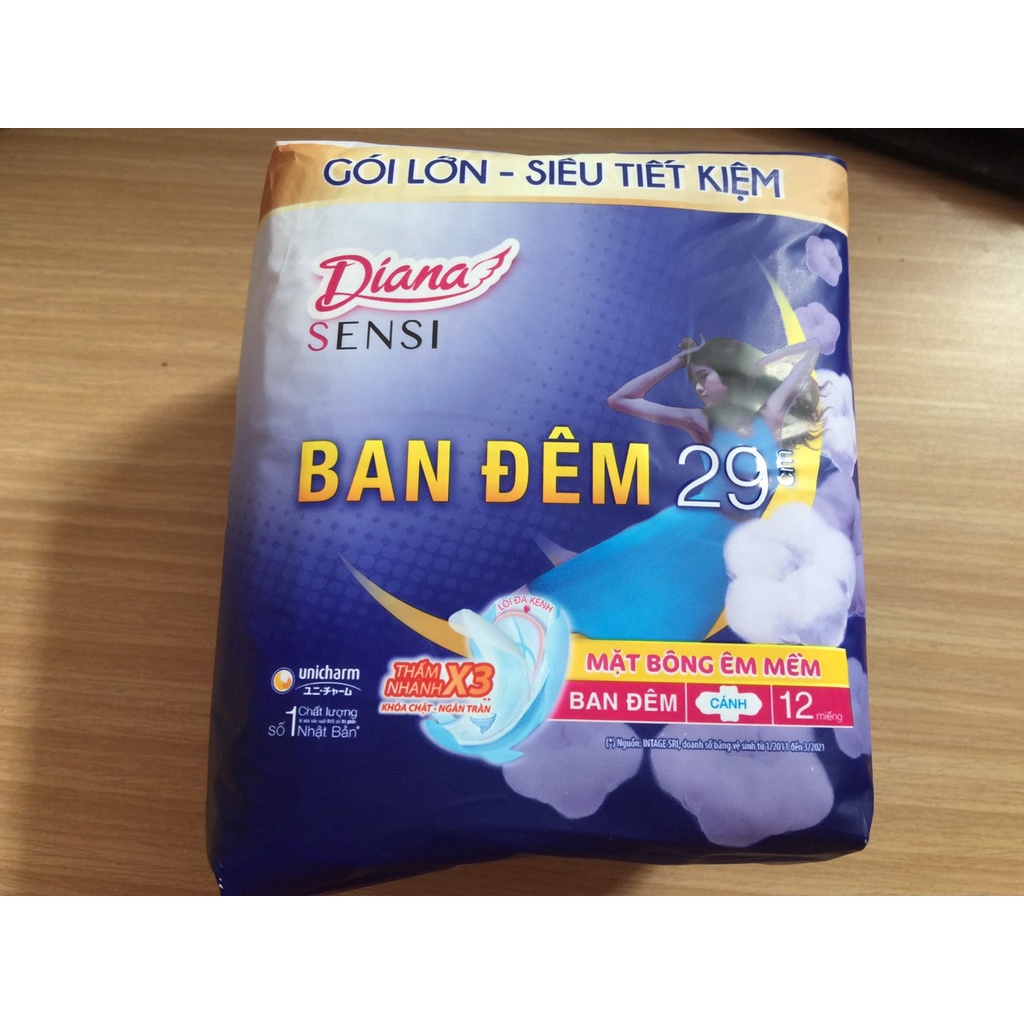 GÓI LỚN - SIÊU TIẾT KIỆM
Diana
SENSI
BAN ĐÊM 29 cm
LÕI ĐA KÊNH
THẤM
NHANH X3
KHÓA CHẶT - NGĂN TRÀN
MẶT BÔNG ÊM MỀM
BAN ĐÊM CÁNH 12 miếng
unicharm
ユニ・チャーム
SỐ 1 Chất lượng
Nhật Bản*
(*) Nguồn: INTAGE SRI, doanh số băng vệ sinh từ 1/2011 đến 3/2021